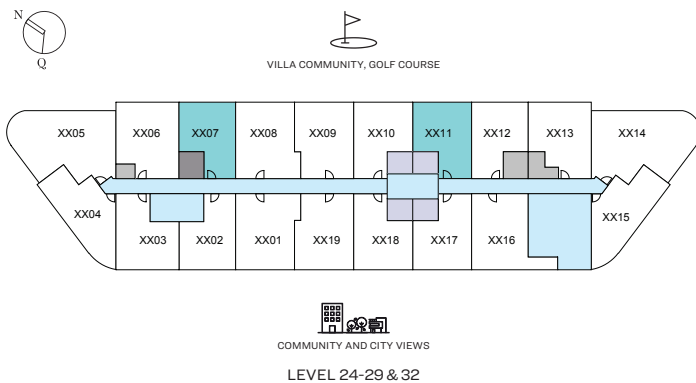 N
Q
VILLA COMMUNITY, GOLF COURSE
XX05 XX06 XX07 XX08 XX09 XX10 XX11 XX12 XX13 XX14
XX04 XX03 XX02 XX01 XX19 XX18 XX17 XX16 XX15
COMMUNITY AND CITY VIEWS
LEVEL 24-29 & 32